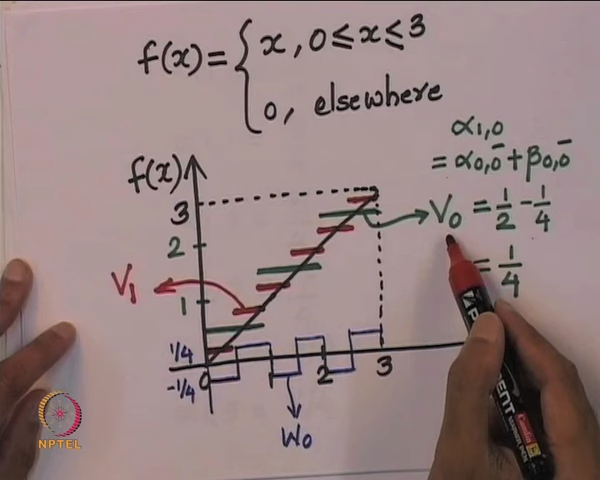 f(x) = { x, 0 ≤ x ≤ 3
0, elsewhere
α1,0
= α0,0̄ + β0,0̄
f(x)
V0 = 1/2 - 1/4
= 1/4
3
2
V1
1
1/4
-1/4
0
1
2
3
W0
NPTEL